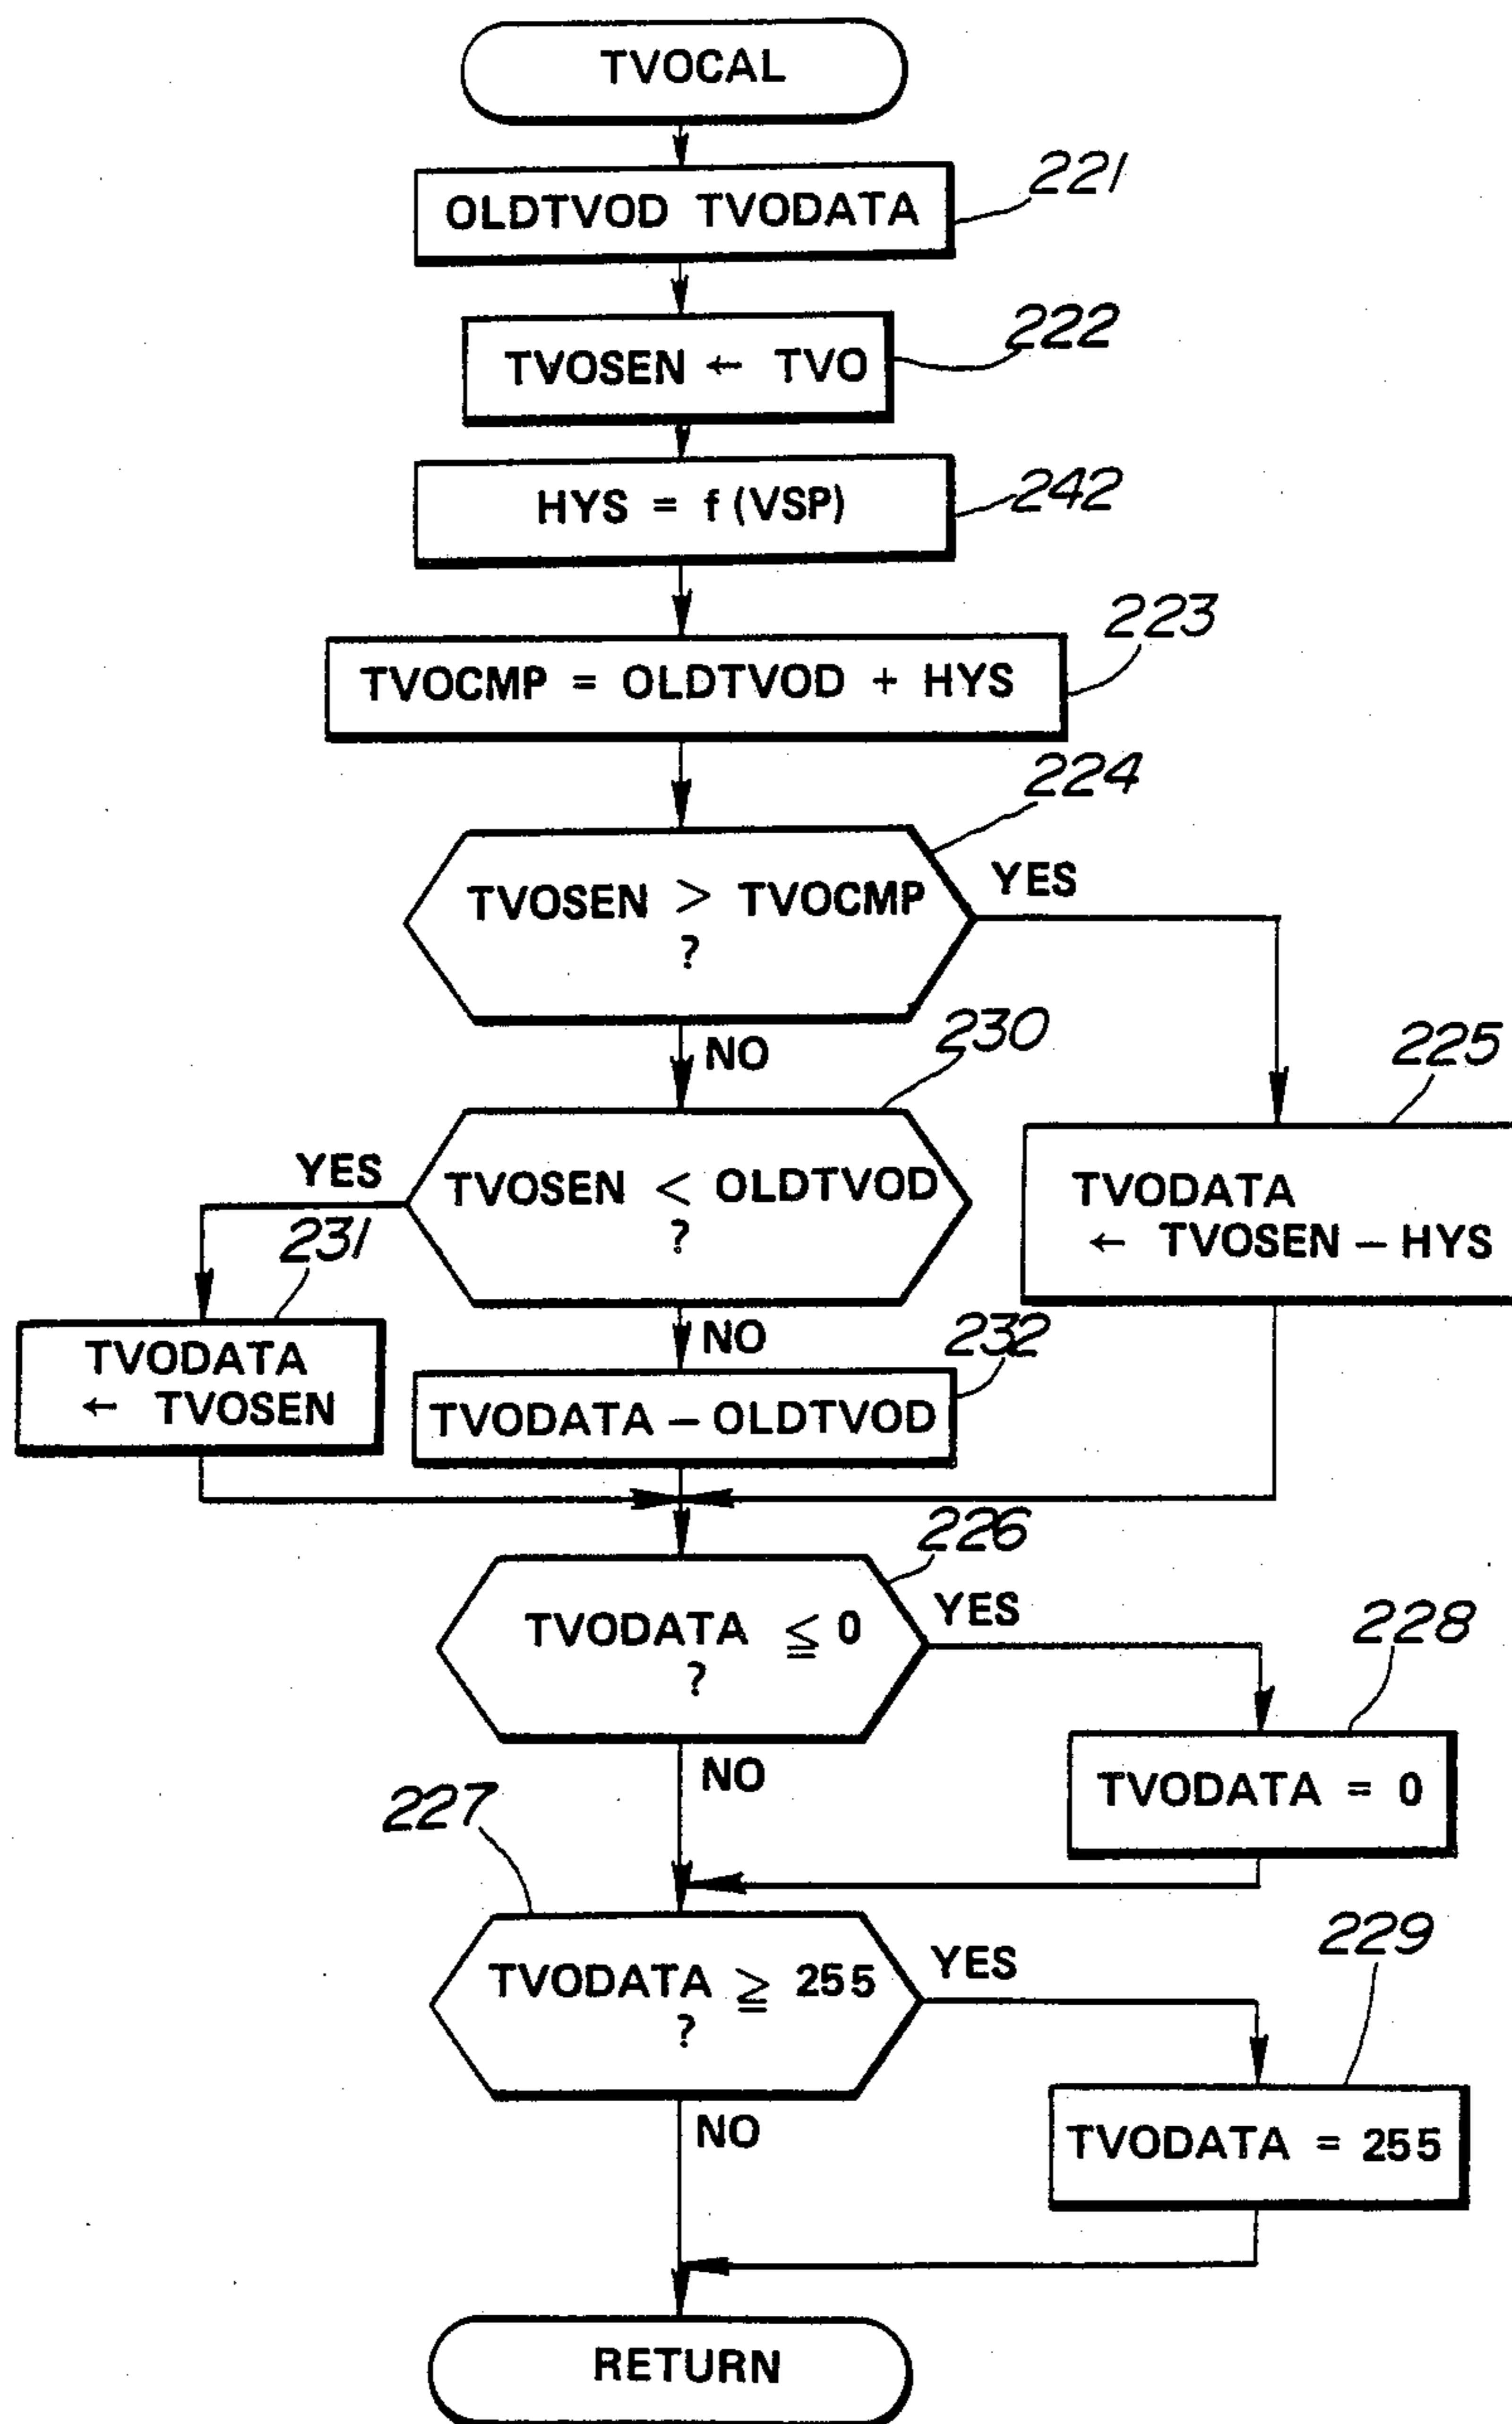 TVOCAL
OLDTVOD TVODATA
221
TVOSEN ← TVO
222
HYS = f (VSP)
242
TVOCMP = OLDTVOD + HYS
223
224
TVOSEN > TVOCMP
?
YES
NO
230
225
TVOSEN < OLDTVOD
?
YES
231
TVODATA
← TVOSEN - HYS
NO
232
TVODATA
← TVOSEN
TVODATA - OLDTVOD
226
TVODATA ≦ 0
?
YES
228
NO
TVODATA = 0
227
TVODATA ≧ 255
?
YES
229
NO
TVODATA = 255
RETURN